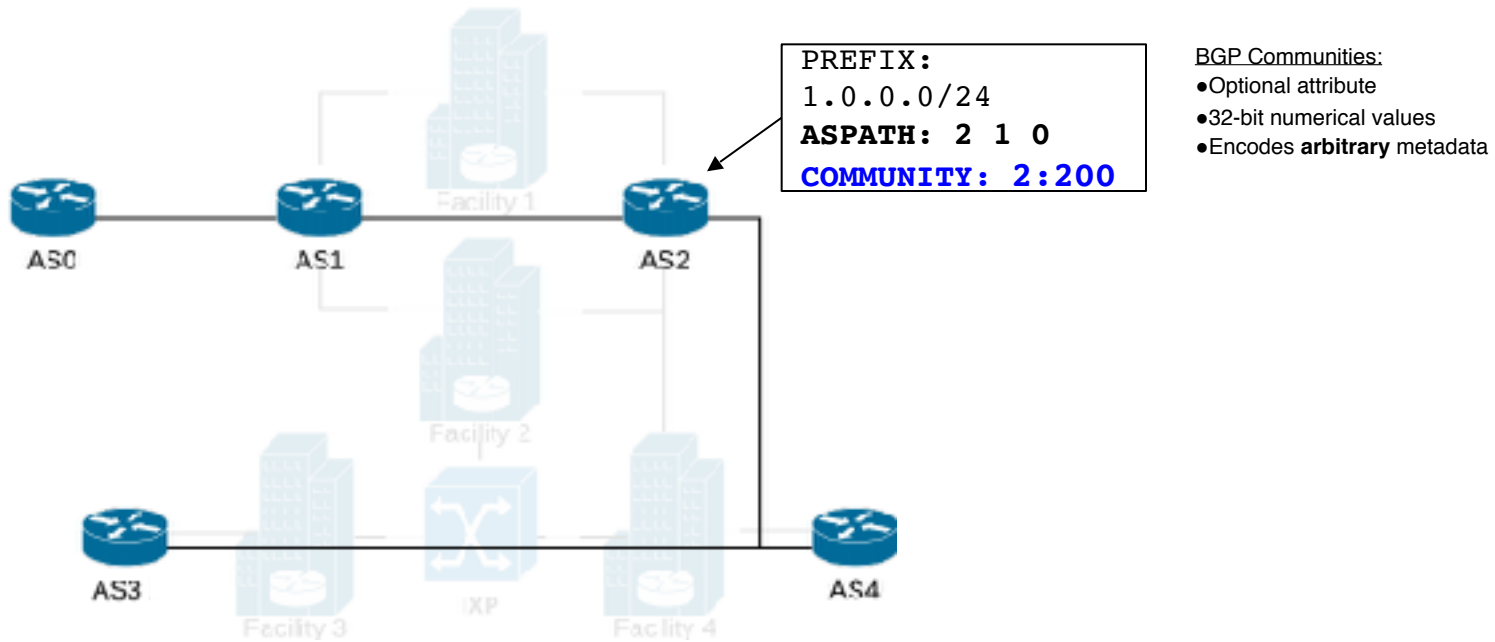 PREFIX:
1.0.0.0/24
ASPATH: 2 1 0
COMMUNITY: 2:200
BGP Communities:
●Optional attribute
●32-bit numerical values
●Encodes arbitrary metadata
Facility 1
AS0
AS1
AS2
Facility 2
AS3
IXP
AS4
Facility 3
Facility 4